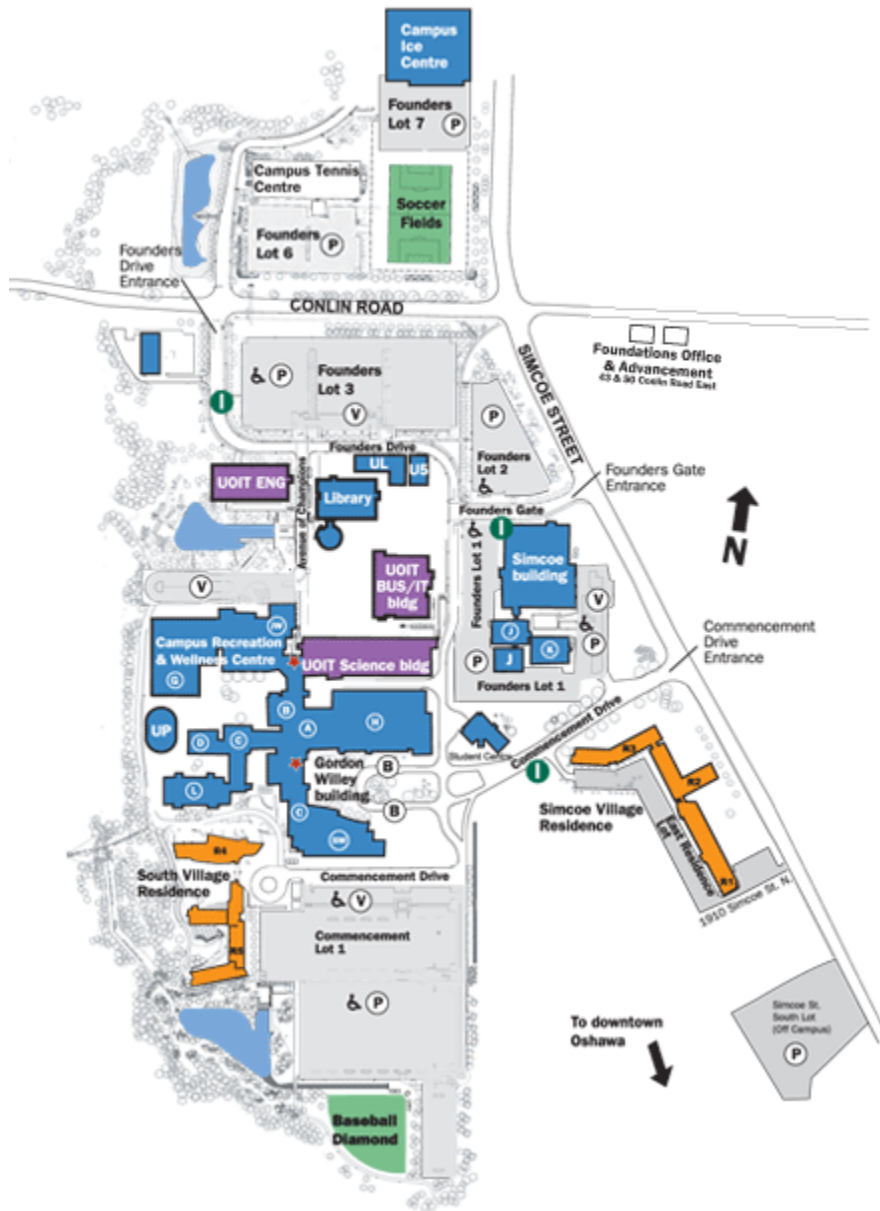 Campus
Ice
Centre
Founders
Lot 7
P
Campus Tennis
Centre
Soccer
Fields
Founders
Lot 6
P
Founders
Drive
Entrance
CONLIN ROAD
SIMCOE STREET
Foundations Office
& Advancement
43 & 50 Conlin Road East
P
Founders
Lot 3
V
I
P
Founders
Lot 2
Founders Drive
UL
U5
UOIT ENG
Library
Avenue of Champions
Founders Gate
Entrance
Founders Gate
I
Founders Lot 1
Simcoe
building
N
V
UOIT
BUS/IT
bldg
V
J
K
J
P
P
Founders Lot 1
Commencement
Drive
Entrance
JW
Campus Recreation
& Wellness Centre
G
UOIT Science bldg
B
A
H
UP
D
C
L
Gordon
Willey
building
B
B
C
SW
Student Centre
Commencement Drive
I
R3
R2
R1
Simcoe Village
Residence
East Residence
Lot
1910 Simcoe St. N.
R4
South Village
Residence
R5
Commencement Drive
V
Commencement
Lot 1
P
Simcoe St.
South Lot
(Off Campus)
P
To downtown
Oshawa
Baseball
Diamond